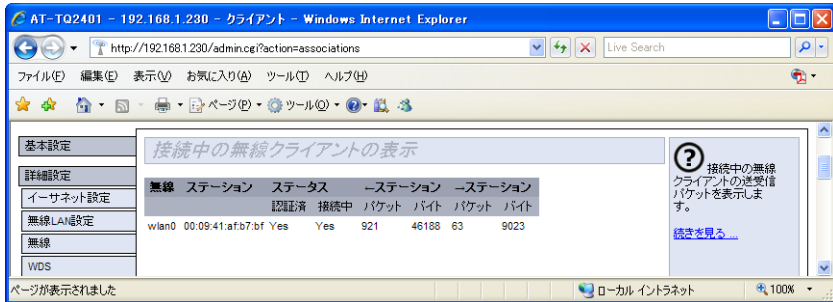 AT-TQ2401 - 192.168.1.230 - クライアント - Windows Internet Explorer
http://192.168.1.230/admin.cgi?action=associations
Live Search
ファイル(F) 編集(E) 表示(V) お気に入り(A) ツール(T) ヘルプ(H)
ページ(P) ツール(O)
基本設定
詳細設定
イーサネット設定
無線LAN設定
無線
WDS
接続中の無線クライアントの表示
無線 ステーション ステータス ←ステーション →ステーション
認証済 接続中 パケット バイト パケット バイト
wlan0 00:09:41:af:b7:bf Yes Yes 921 46188 63 9023
接続中の無線
クライアントの送受信
パケットを表示しま
す。
続きを見る ...
ページが表示されました
ローカル イントラネット
100%